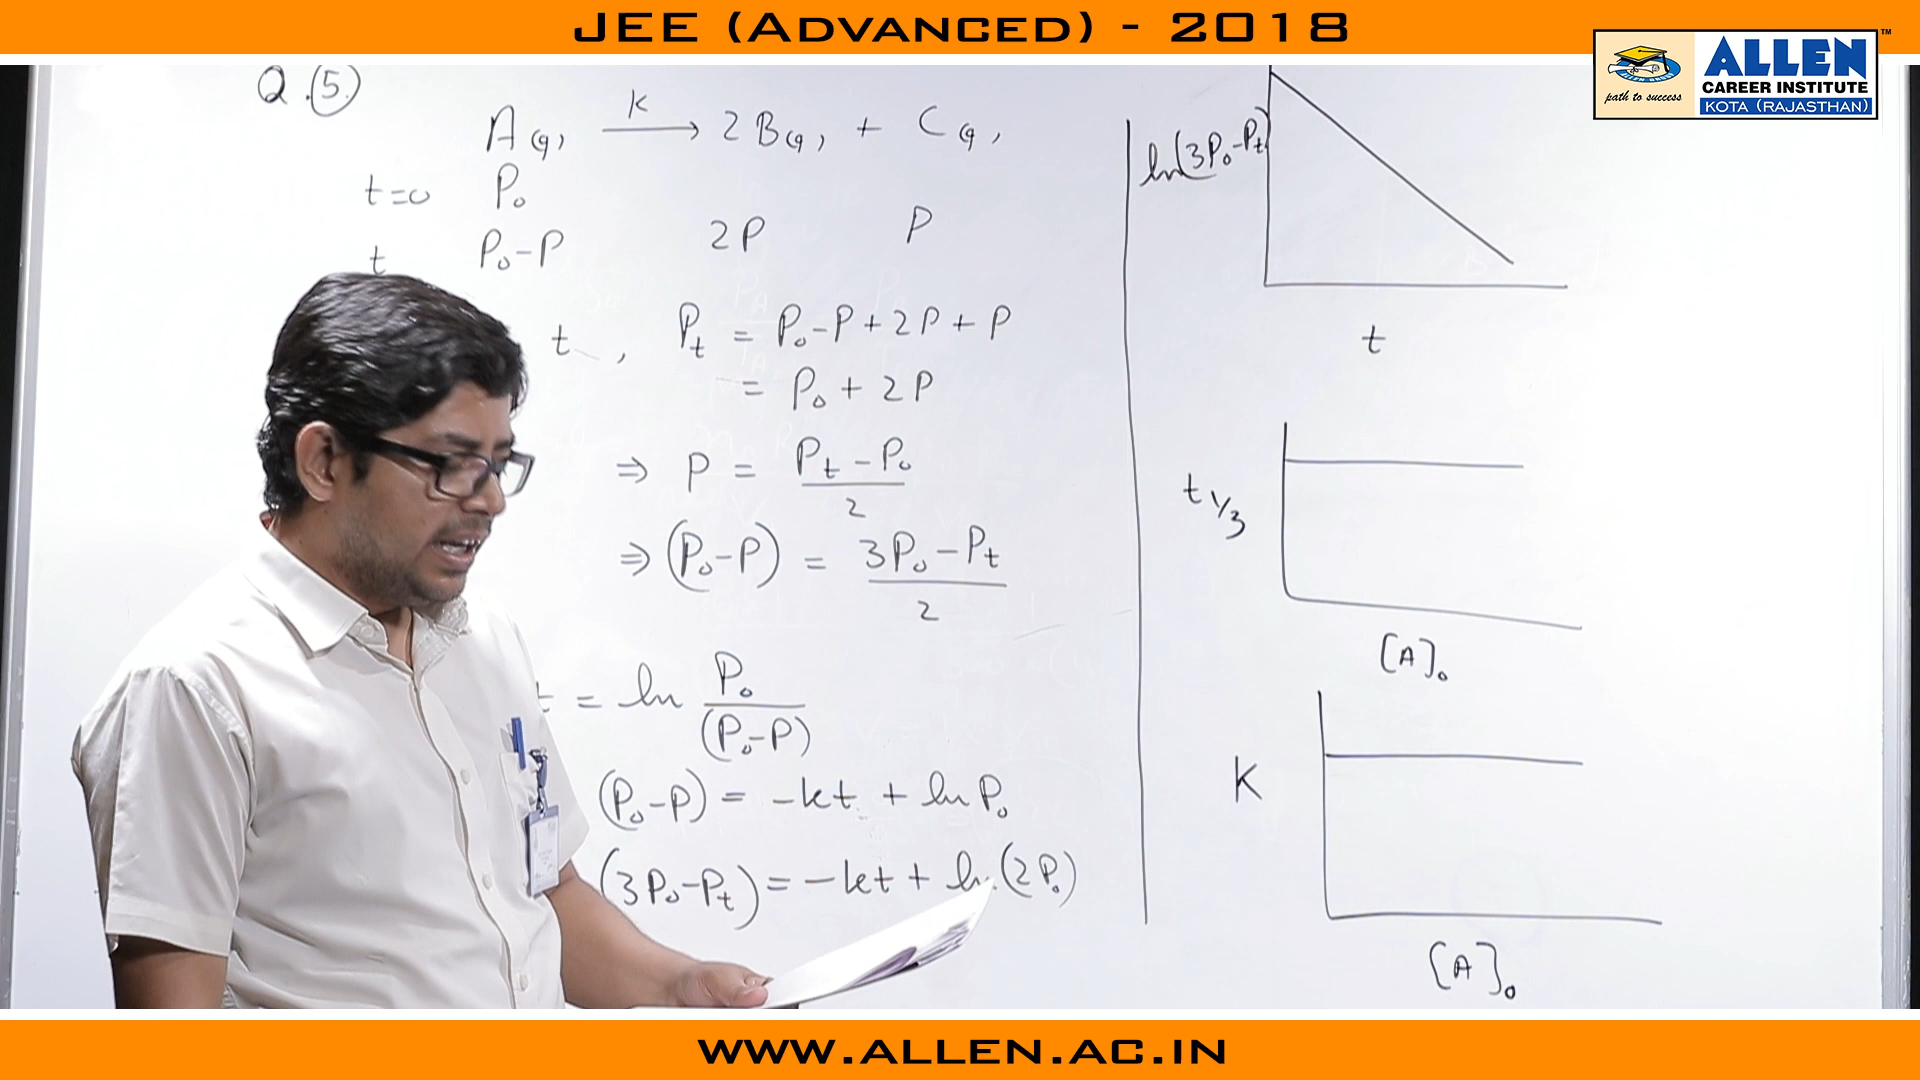 JEE (ADVANCED) - 2018
ALLEN
CAREER INSTITUTE
KOTA (RAJASTHAN)
path to success
TM
Q.(5)
A(g) K→ 2B(g) + C(g)
t=0 P₀
t P₀-P 2P P
t , Pt = P₀-P+2P+P
= P₀+2P
⇒ P = (Pt-P₀)/2
⇒ (P₀-P) = (3P₀-Pt)/2
t = ln P₀/(P₀-P)
(P₀-P) = -kt + ln P₀
(3P₀-Pt) = -kt + ln(2P₀)
ln(3P₀-Pt)
t
t1/3
[A]₀
K
[A]₀
WWW.ALLEN.AC.IN